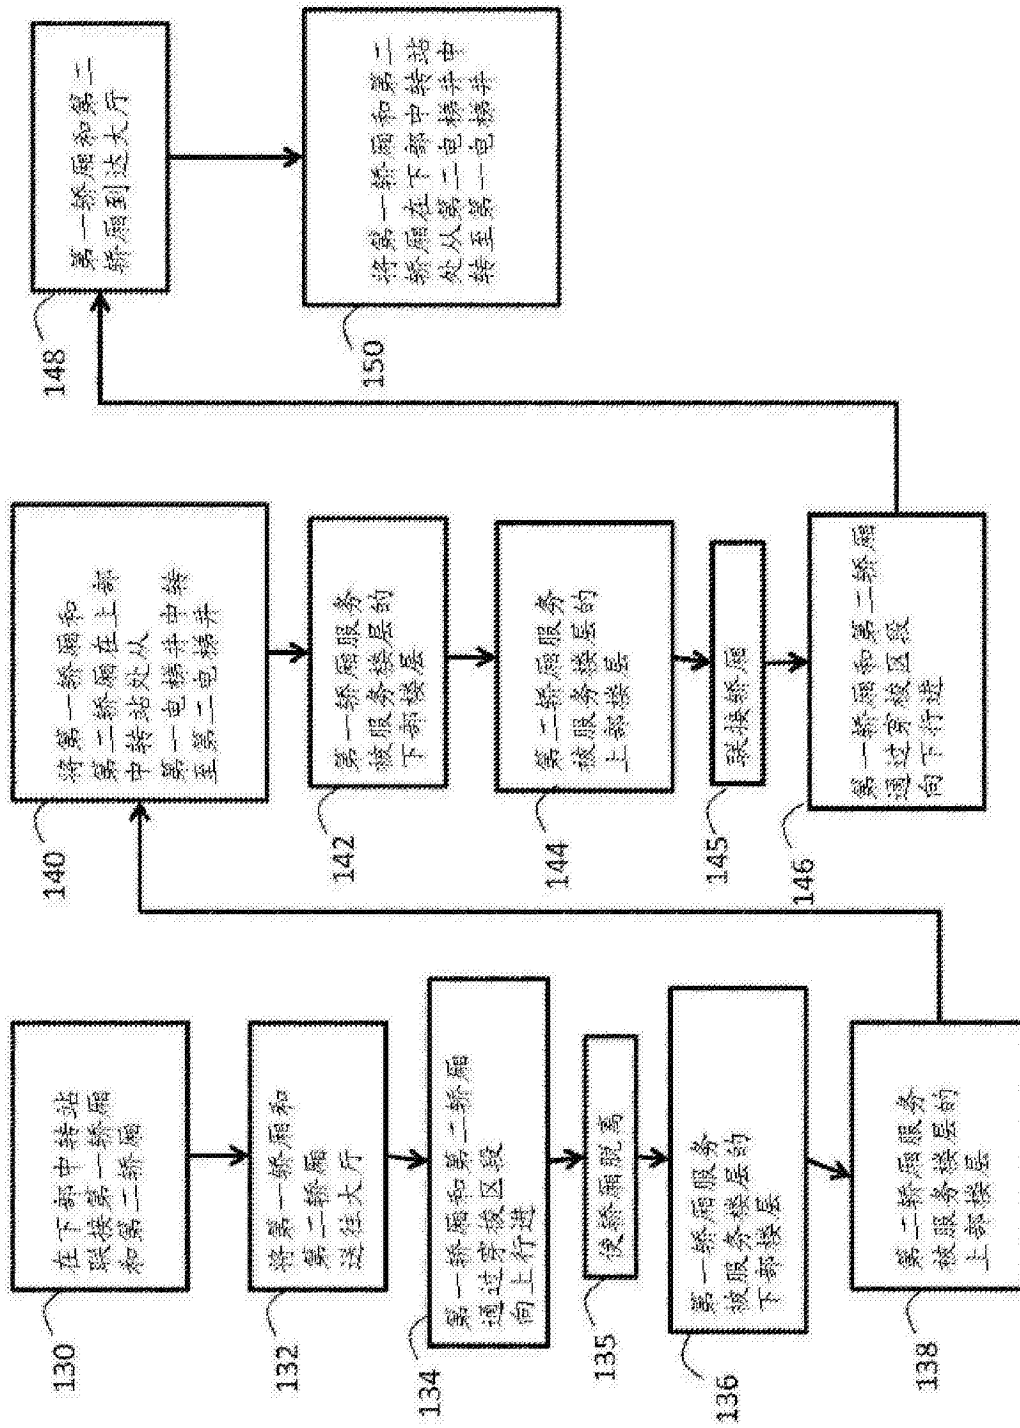 在下部中转站
联接第一轿厢
和第二轿厢
130
将第一轿厢和
第二轿厢
送往大厅
132
第一轿厢和第二轿厢
通过穿梭区段
向上行进
134
使轿厢脱离
135
第一轿厢服务
被服务楼层的
下部楼层
136
第二轿厢服务
被服务楼层的
上部楼层
138
将第一轿厢和
第二轿厢在上部
中转站处从
第一电梯井中转
至第二电梯井
140
第一轿厢服务
被服务楼层的
下部楼层
142
第二轿厢服务
被服务楼层的
上部楼层
144
联接轿厢
145
第一轿厢和第二轿厢
通过穿梭区段
向下行进
146
第一轿厢和第二
轿厢到达大厅
148
将第一轿厢和第二
轿厢在下部中转站
处从第二电梯井中
转至第一电梯井
150